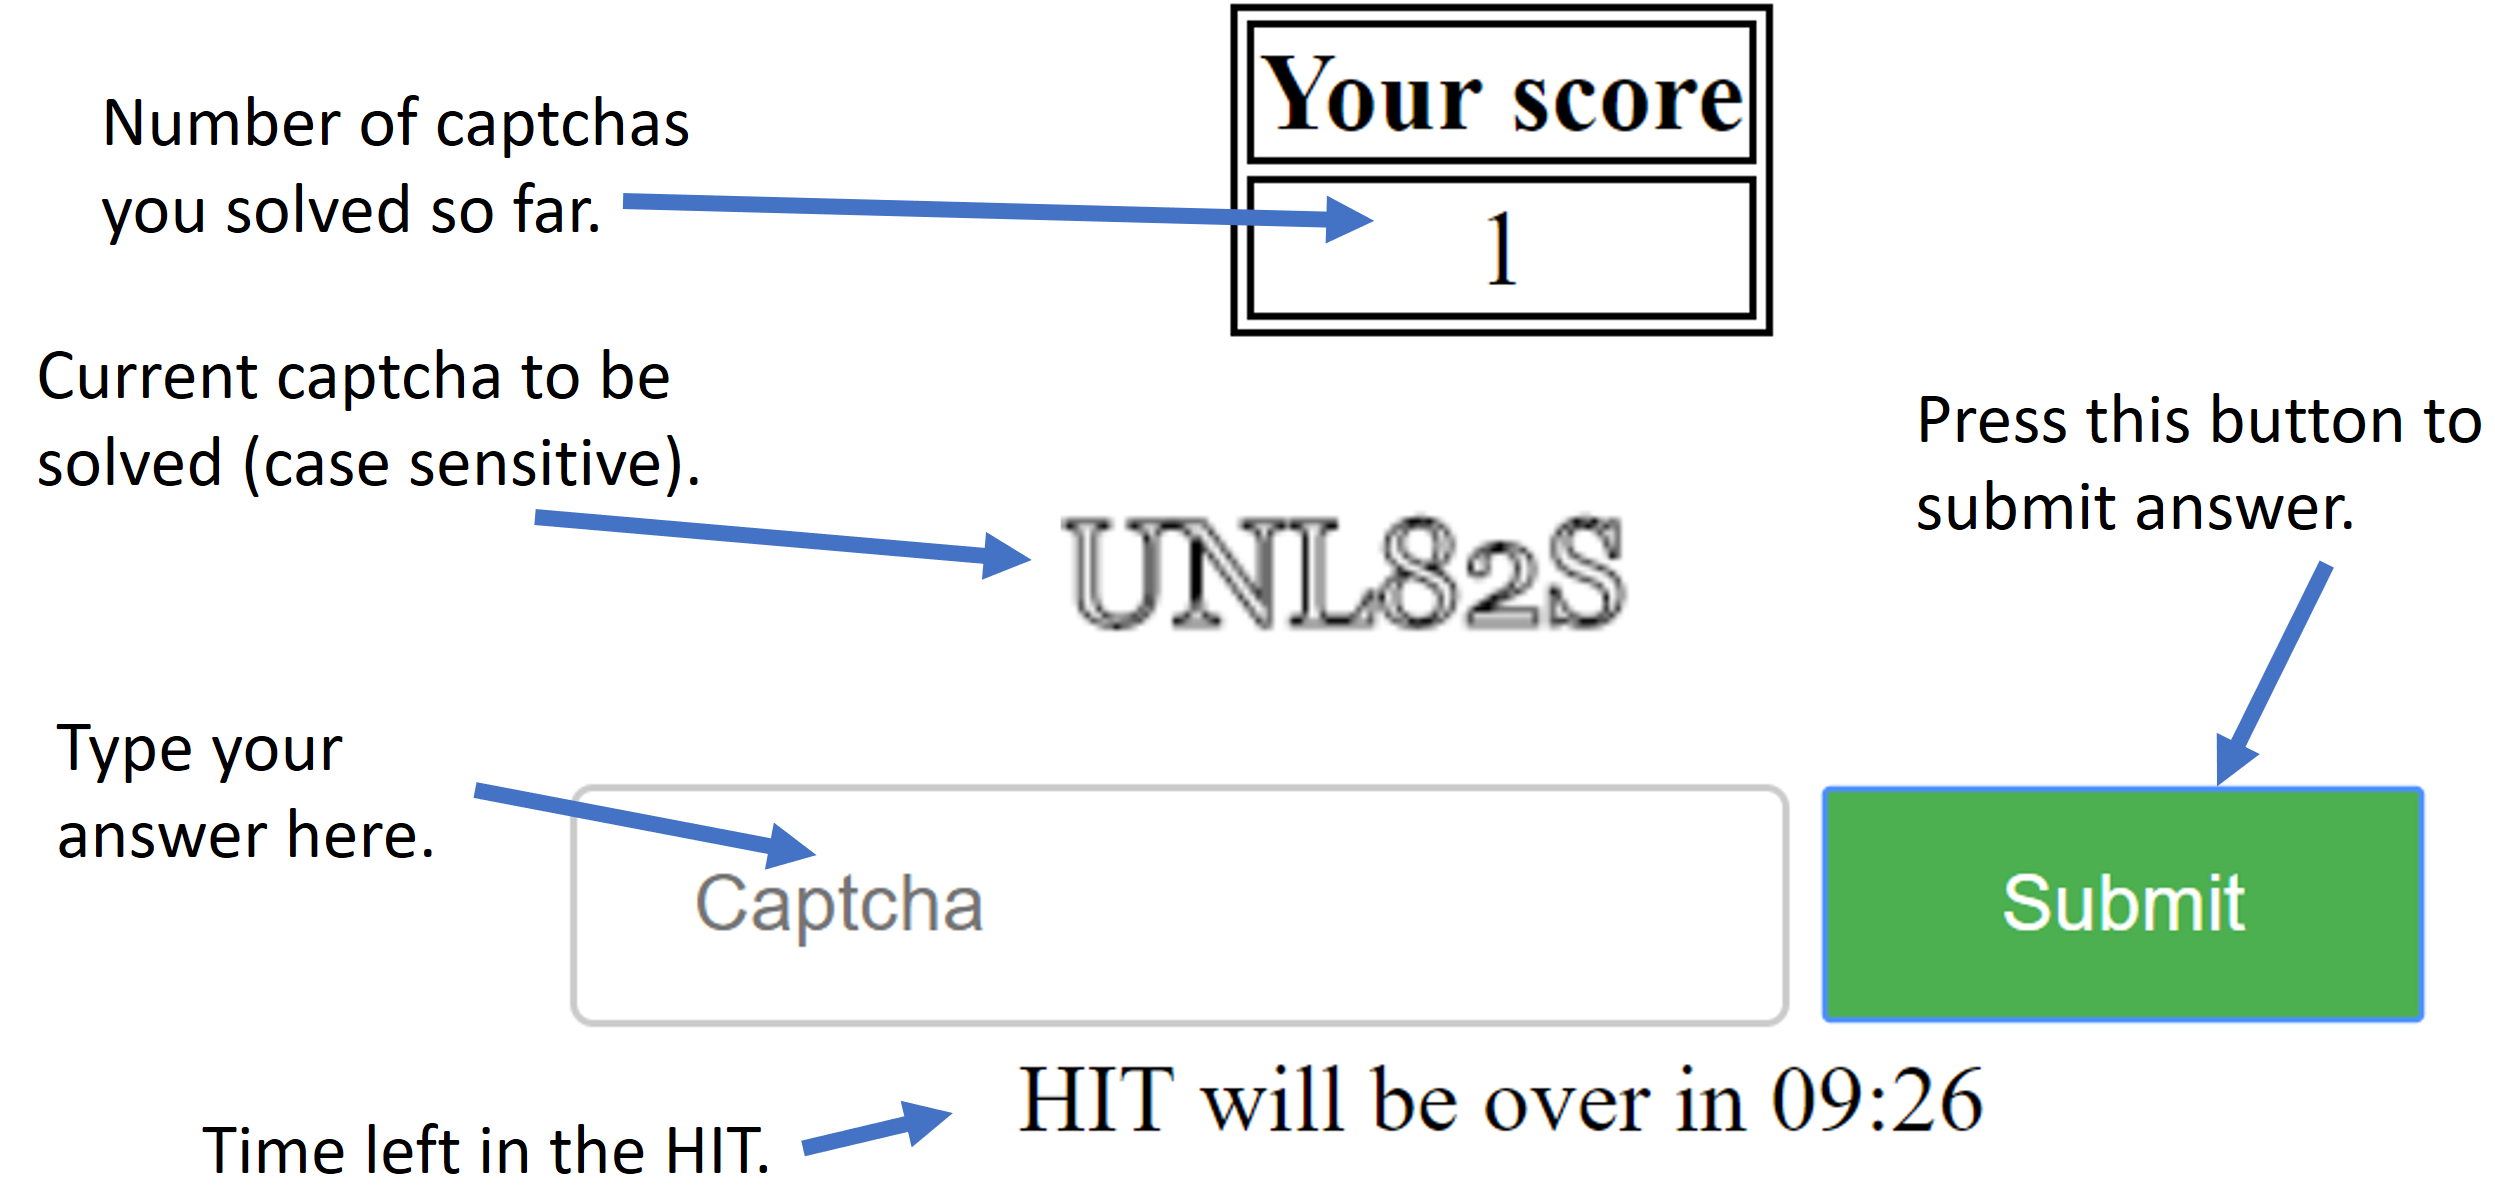 Your score
Number of captchas
you solved so far.
1
Current captcha to be
solved (case sensitive).
Press this button to
submit answer.
UNL82S
Type your
answer here.
Captcha
Submit
HIT will be over in 09:26
Time left in the HIT.